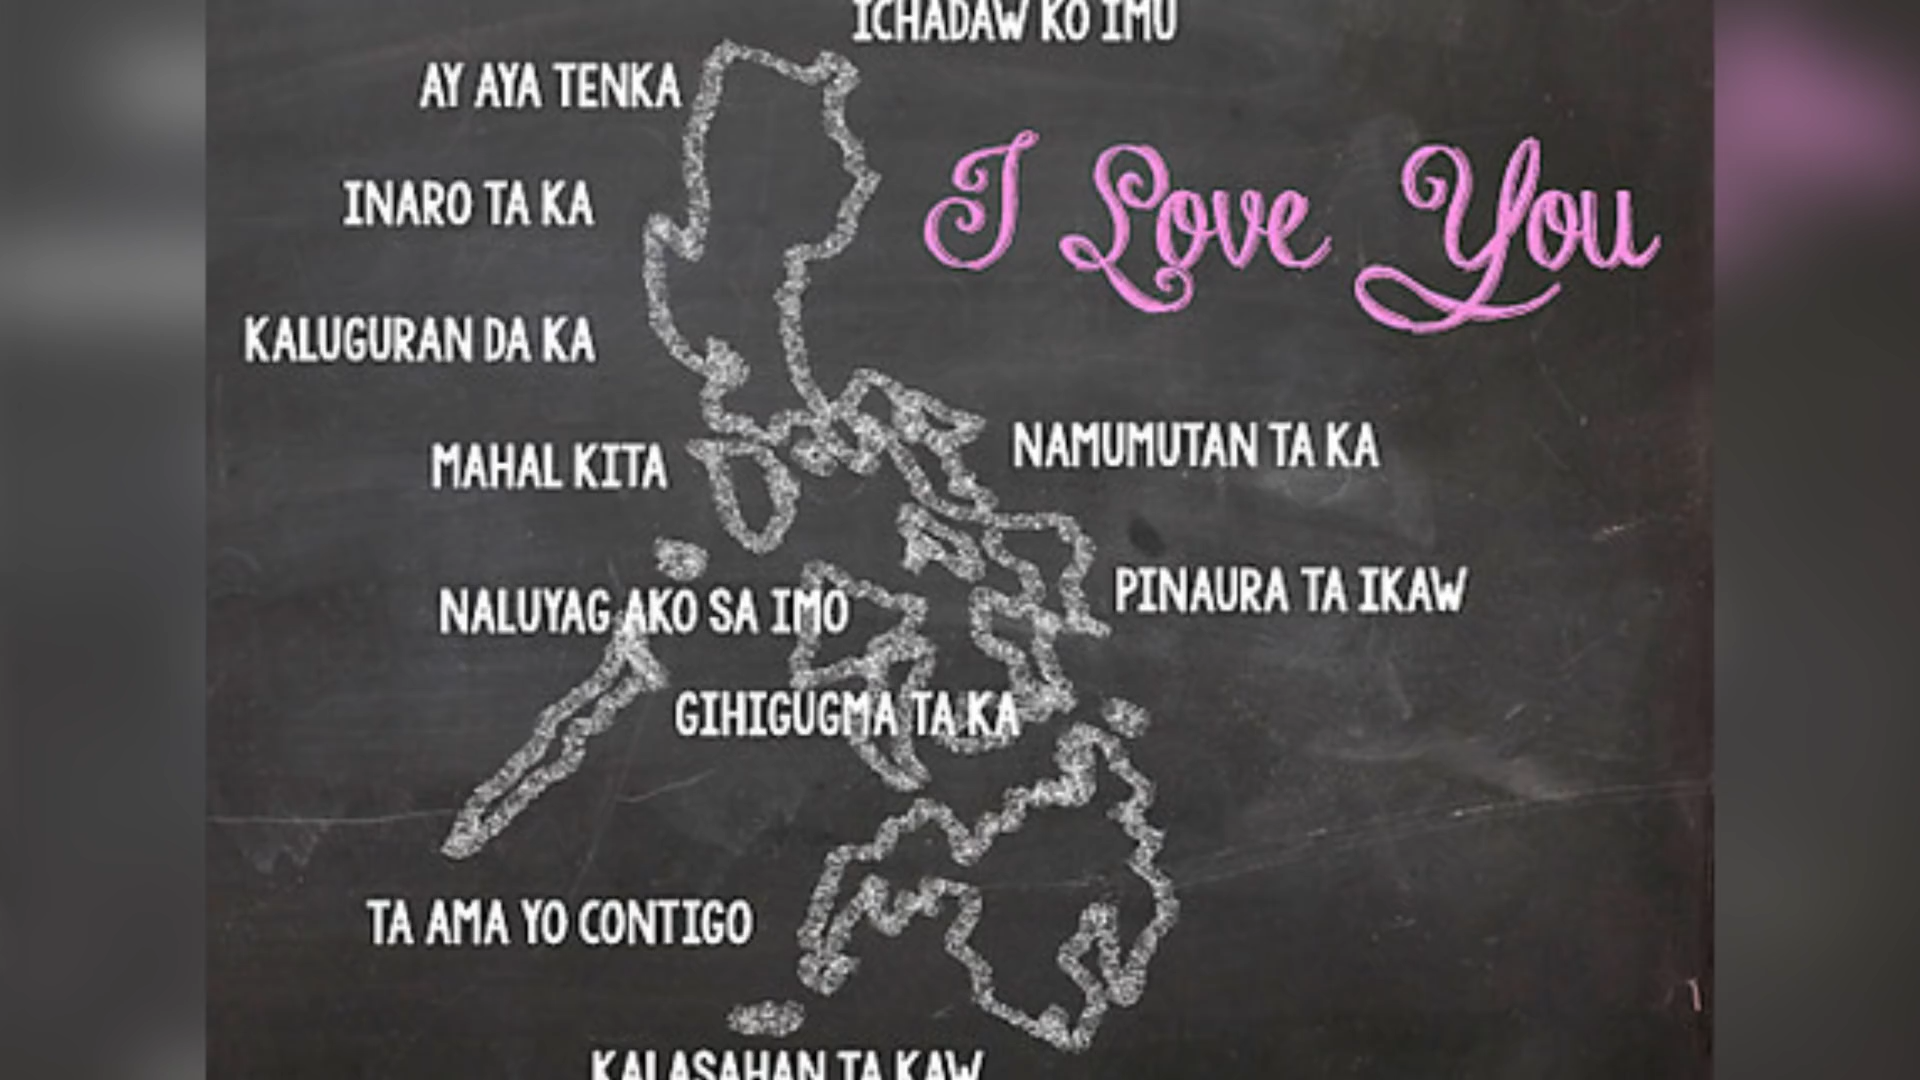 ICHADAW KO IMU
AY AYA TENKA
I Love You
INARO TA KA
KALUGURAN DA KA
MAHAL KITA
NAMUMUTAN TA KA
PINAURA TA IKAW
NALUYAG AKO SA IMO
GIHIGUGMA TA KA
TA AMA YO CONTIGO
KALASAHAN TA KAW